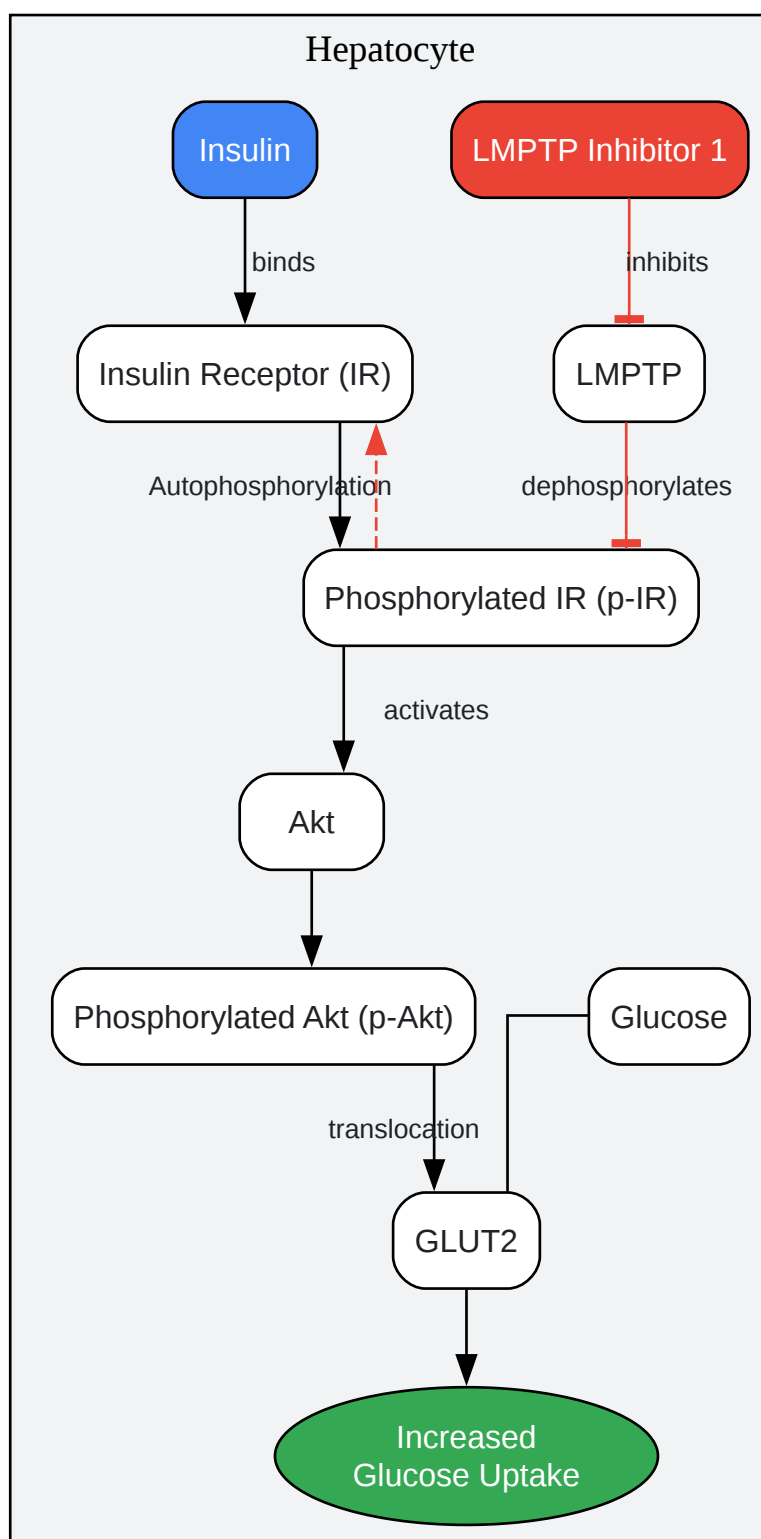 Hepatocyte
Insulin
LMPTP Inhibitor 1
binds
inhibits
Insulin Receptor (IR)
LMPTP
Autophosphorylation
dephosphorylates
Phosphorylated IR (p-IR)
activates
Akt
Phosphorylated Akt (p-Akt)
Glucose
translocation
GLUT2
Increased
Glucose Uptake